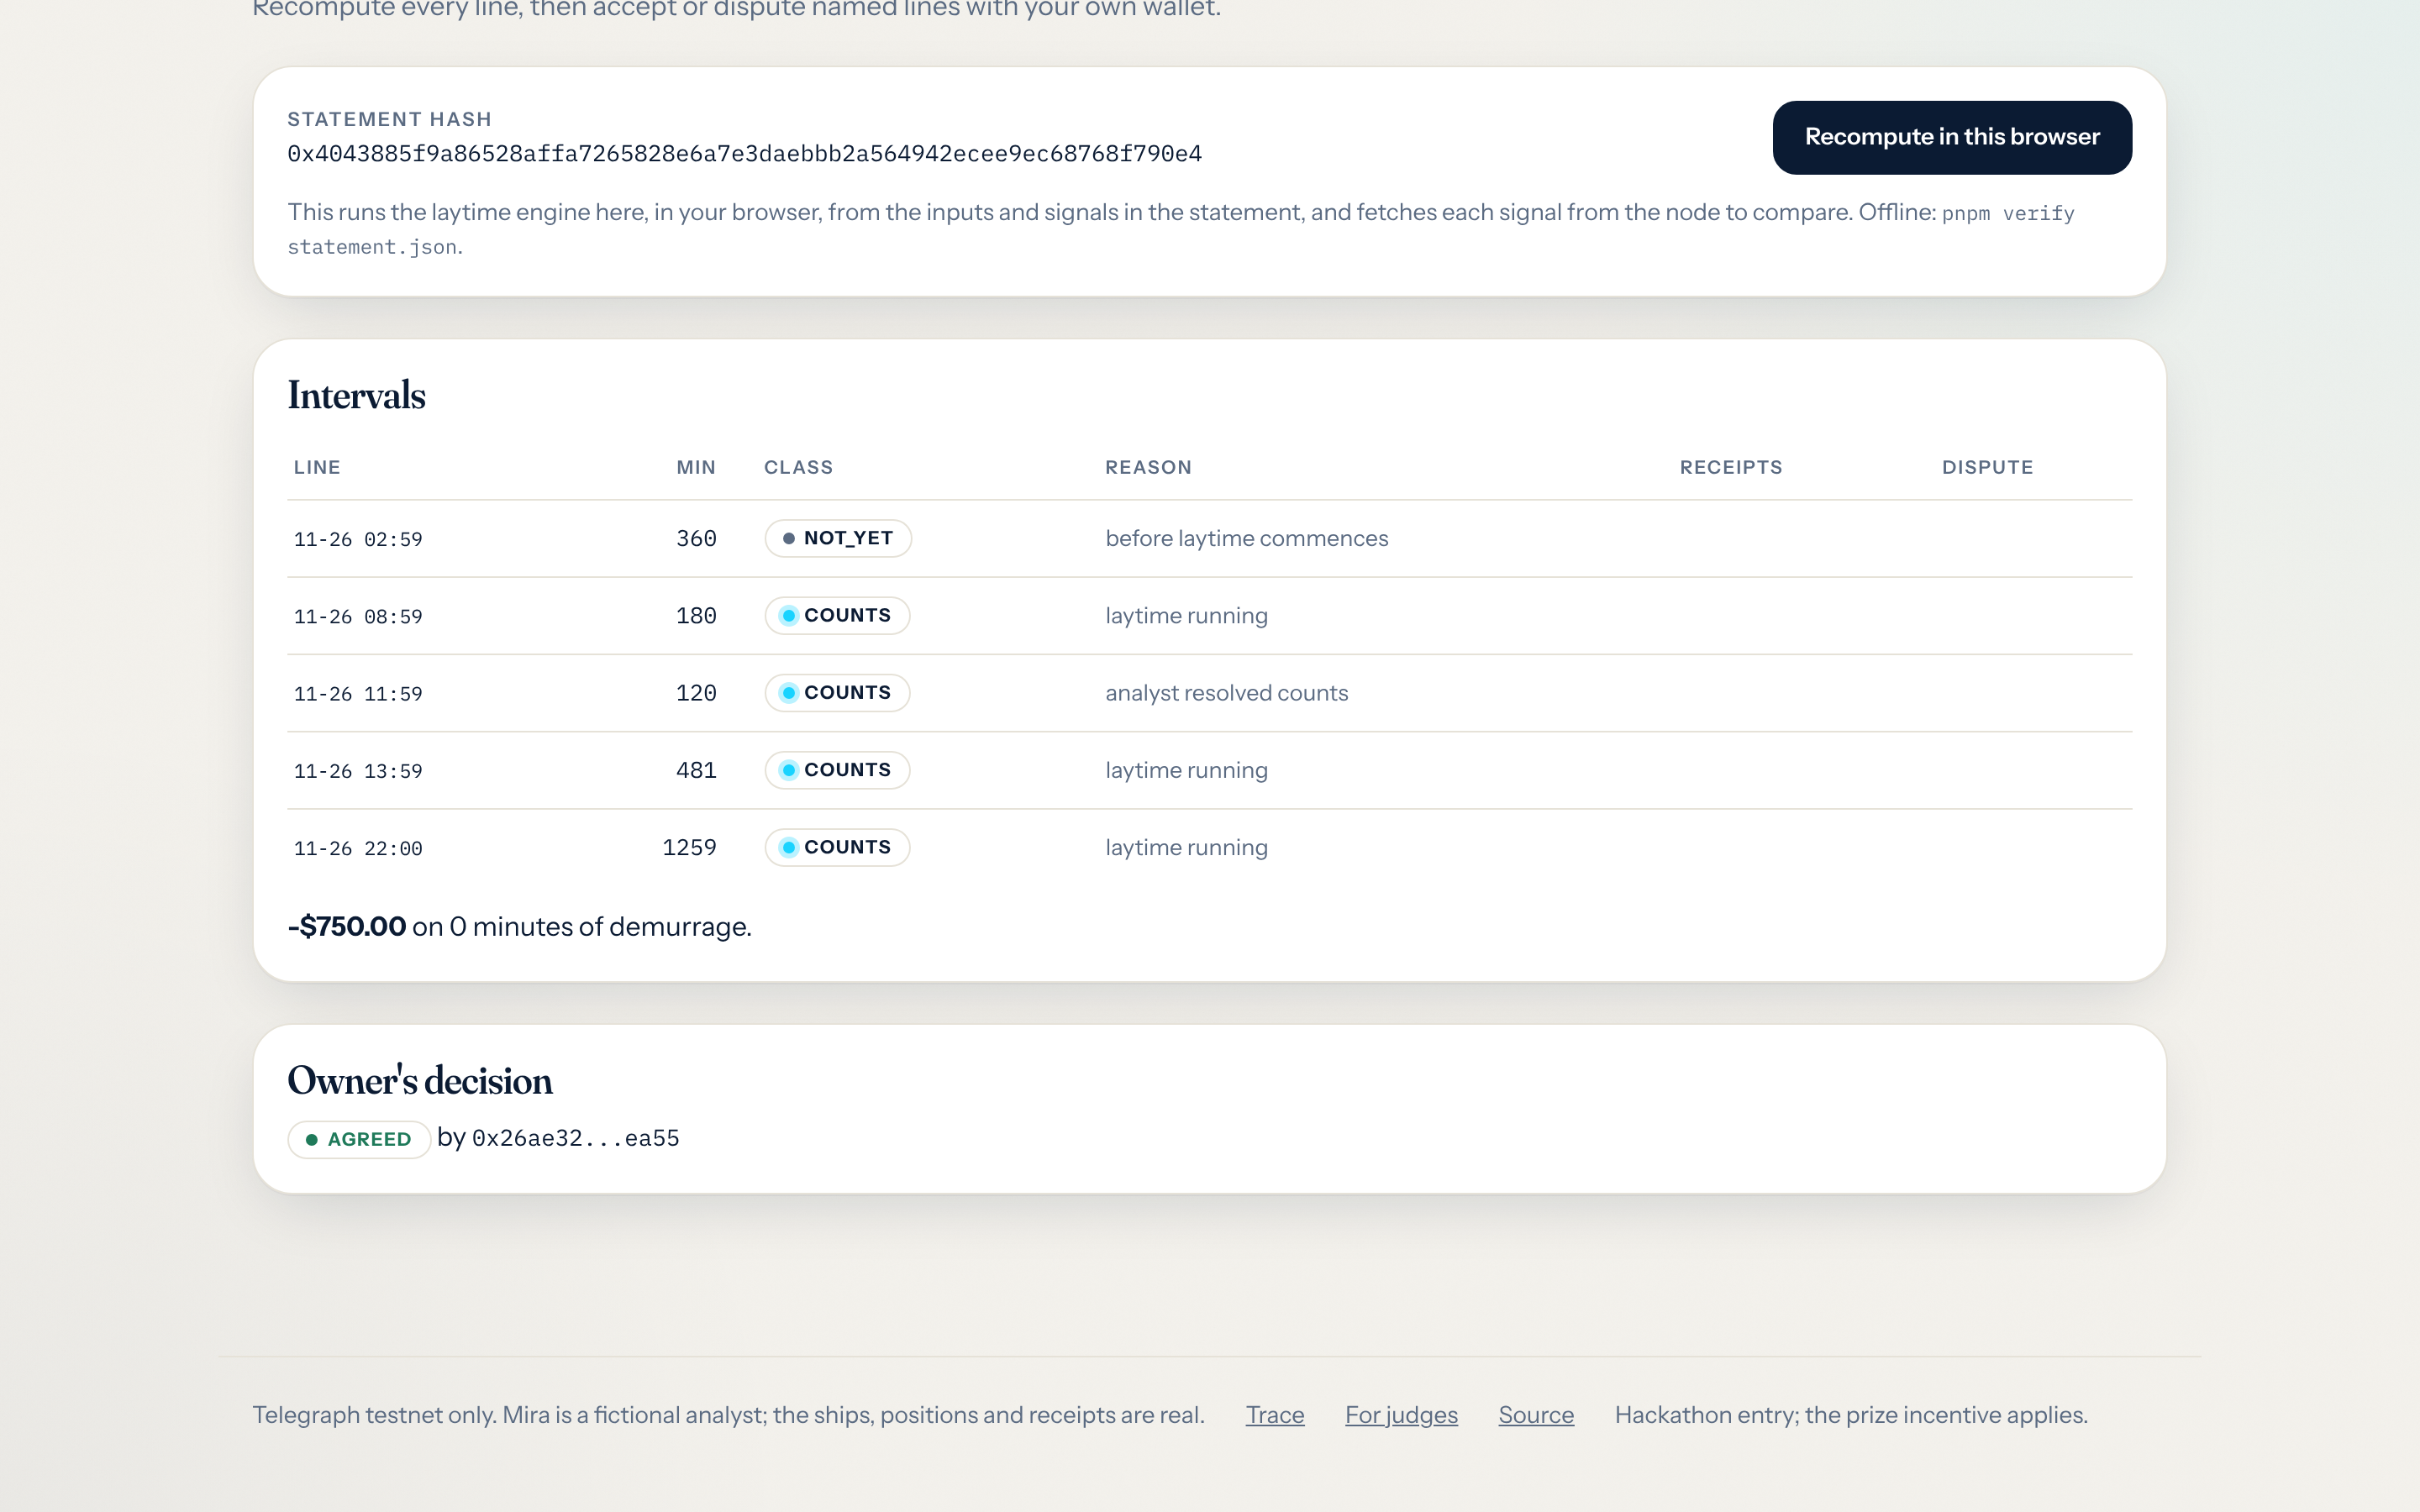 Recompute every line, then accept or dispute named lines with your own wallet.
STATEMENT HASH
0x4043885f9a86528affa7265828e6a7e3daebbb2a564942ecee9ec68768f790e4
Recompute in this browser
This runs the laytime engine here, in your browser, from the inputs and signals in the statement, and fetches each signal from the node to compare. Offline: pnpm verify
statement.json.
Intervals
LINE MIN CLASS REASON RECEIPTS DISPUTE
11-26 02:59 360 NOT_YET before laytime commences
11-26 08:59 180 COUNTS laytime running
11-26 11:59 120 COUNTS analyst resolved counts
11-26 13:59 481 COUNTS laytime running
11-26 22:00 1259 COUNTS laytime running
-$750.00 on 0 minutes of demurrage.
Owner's decision
AGREED by 0x26ae32...ea55
Telegraph testnet only. Mira is a fictional analyst; the ships, positions and receipts are real. Trace For judges Source Hackathon entry; the prize incentive applies.